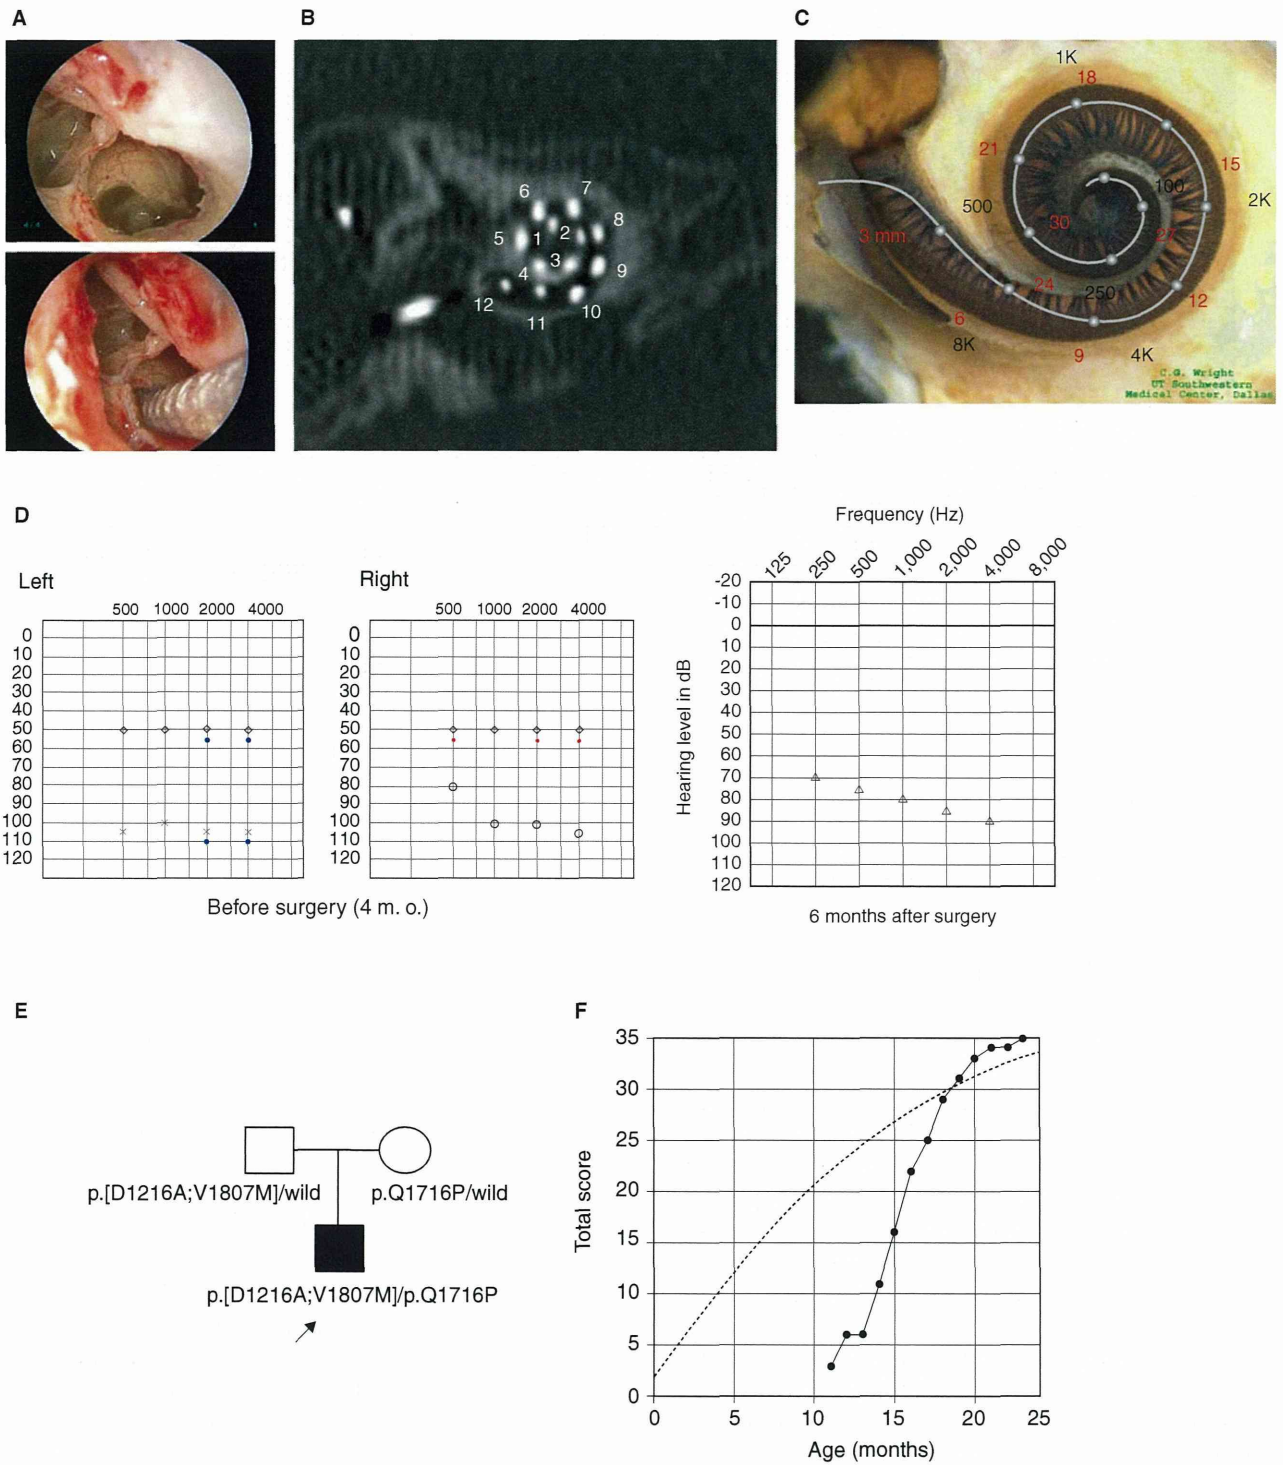 A
B
C
6
7
8
5
1
2
4
3
9
12
11
10
1K
18
21
15
500
100
2K
30
27
3 mm.
24
250
12
6
8K
9
4K
C.G. Wright
UT Southwestern
Medical Center, Dallas
D
Left
500 1000 2000 4000
0
10
20
30
40
50
60
70
80
90
100
110
120
Right
500 1000 2000 4000
0
10
20
30
40
50
60
70
80
90
100
110
120
Before surgery (4 m. o.)
Frequency (Hz)
125 250 500 1,000 2,000 4,000 8,000
Hearing level in dB
-20
-10
0
10
20
30
40
50
60
70
80
90
100
110
120
6 months after surgery
E
p.[D1216A;V1807M]/wild
p.Q1716P/wild
p.[D1216A;V1807M]/p.Q1716P
F
Total score
35
30
25
20
15
10
5
0
0 5 10 15 20 25
Age (months)